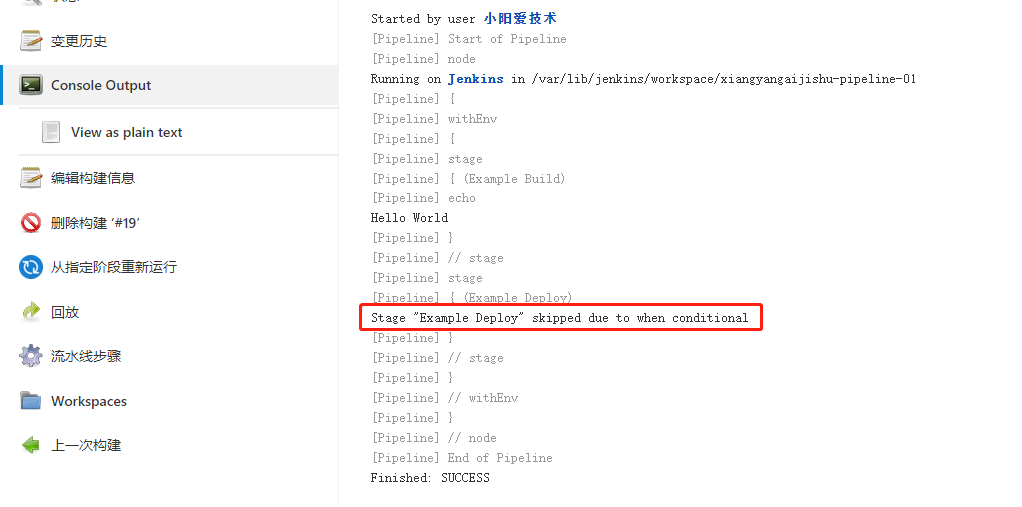 变更历史
Console Output
View as plain text
编辑构建信息
删除构建 ‘#19’
从指定阶段重新运行
回放
流水线步骤
Workspaces
上一次构建
Started by user 小阳爱技术
[Pipeline] Start of Pipeline
[Pipeline] node
Running on Jenkins in /var/lib/jenkins/workspace/xiangyangaijishu-pipeline-01
[Pipeline] {
[Pipeline] withEnv
[Pipeline] {
[Pipeline] stage
[Pipeline] { (Example Build)
[Pipeline] echo
Hello World
[Pipeline] }
[Pipeline] // stage
[Pipeline] stage
[Pipeline] { (Example Deploy)
Stage "Example Deploy" skipped due to when conditional
[Pipeline] }
[Pipeline] // stage
[Pipeline] }
[Pipeline] // withEnv
[Pipeline] }
[Pipeline] // node
[Pipeline] End of Pipeline
Finished: SUCCESS